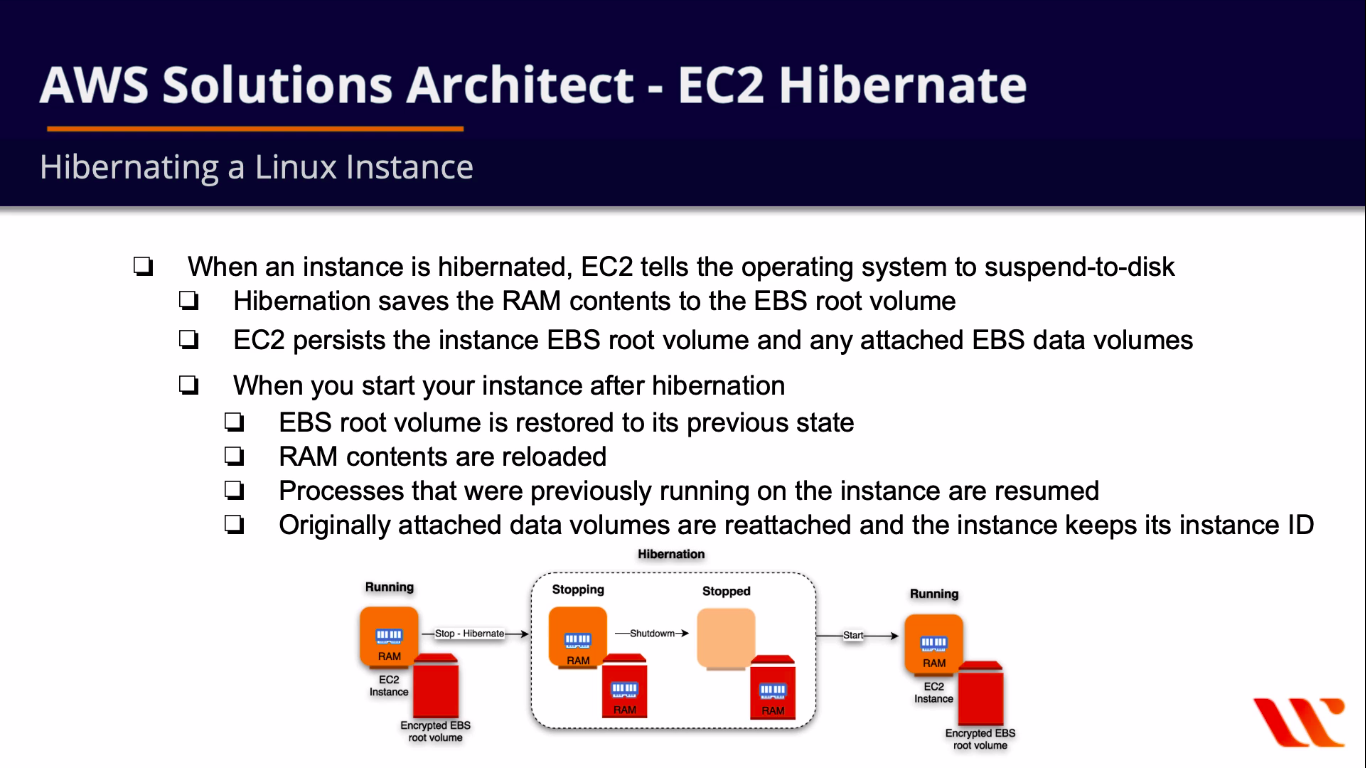 AWS Solutions Architect - EC2 Hibernate
Hibernating a Linux Instance
When an instance is hibernated, EC2 tells the operating system to suspend-to-disk
Hibernation saves the RAM contents to the EBS root volume
EC2 persists the instance EBS root volume and any attached EBS data volumes
When you start your instance after hibernation
EBS root volume is restored to its previous state
RAM contents are reloaded
Processes that were previously running on the instance are resumed
Originally attached data volumes are reattached and the instance keeps its instance ID
Hibernation
Running
RAM
EC2
Instance
Encrypted EBS
root volume
Stop - Hibernate
Stopping
RAM
RAM
Shutdowm
Stopped
RAM
Start
Running
RAM
EC2
Instance
Encrypted EBS
root volume